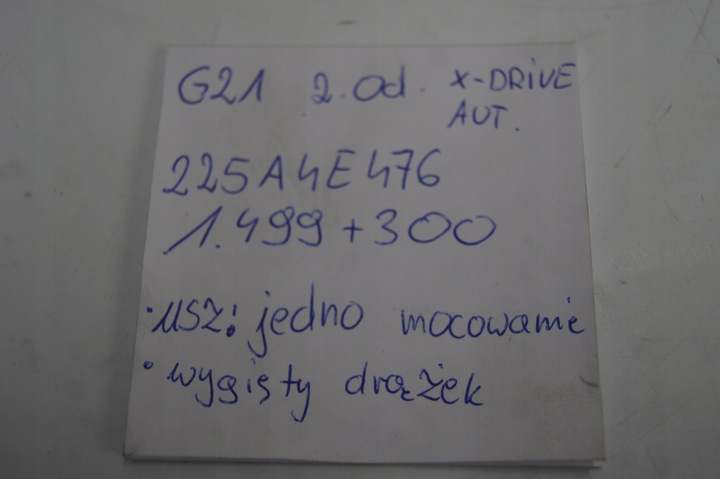 G21 2.0d. X-DRIVE
AUT.
225A4E476
1.499+300
• USZ: jedno mocowanie
• wygięty drążek